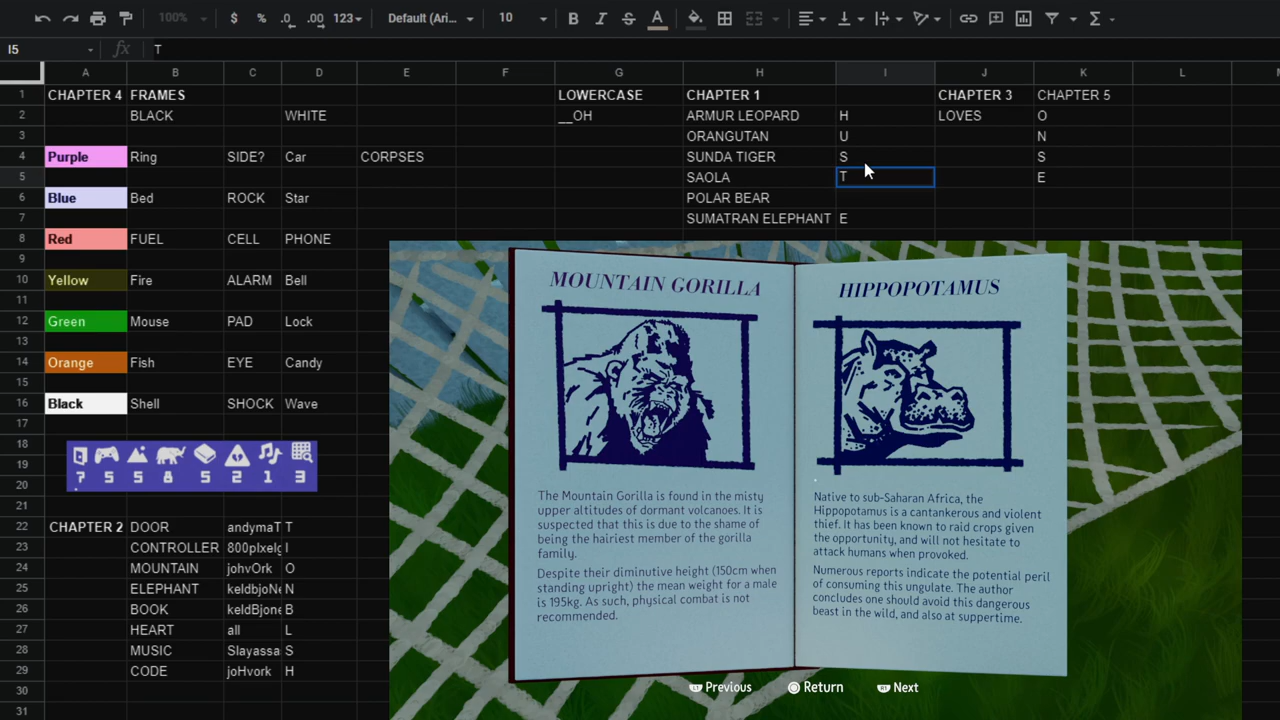 100% $ % .0 .00 123 Default (Ari... 10 B I S A Σ
I5 fx T
A B C D E F G H I J K L
1 CHAPTER 4 FRAMES LOWERCASE CHAPTER 1 CHAPTER 3 CHAPTER 5
2 BLACK WHITE __OH ARMUR LEOPARD H LOVES O
3 ORANGUTAN U N
4 Purple Ring SIDE? Car CORPSES SUNDA TIGER S S
5 SAOLA T E
6 Blue Bed ROCK Star POLAR BEAR
7 SUMATRAN ELEPHANT E
8 Red FUEL CELL PHONE
9
10 Yellow Fire ALARM Bell
11
12 Green Mouse PAD Lock
13
14 Orange Fish EYE Candy
15
16 Black Shell SHOCK Wave
17
18
19
20
7 5 5 8 5 2 1 3
21
22 CHAPTER 2 DOOR andymaT T
23 CONTROLLER 800pIxelg I
24 MOUNTAIN johvOrk O
25 ELEPHANT keldbjoNe N
26 BOOK keldBjone B
27 HEART all L
28 MUSIC Slayassa S
29 CODE joHvork H
30
31
MOUNTAIN GORILLA
The Mountain Gorilla is found in the misty
upper altitudes of dormant volcanoes. It is
suspected that this is due to the shame of
being the hairiest member of the gorilla
family.
Despite their diminutive height (150cm when
standing upright) the mean weight for a male
is 195kg. As such, physical combat is not
recommended.
HIPPOPOTAMUS
Native to sub-Saharan Africa, the
Hippopotamus is a cantankerous and violent
thief. It has been known to raid crops given
the opportunity, and will not hesitate to
attack humans when provoked.
Numerous reports indicate the potential peril
of consuming this ungulate. The author
concludes one should avoid this dangerous
beast in the wild, and also at suppertime.
Previous Return Next